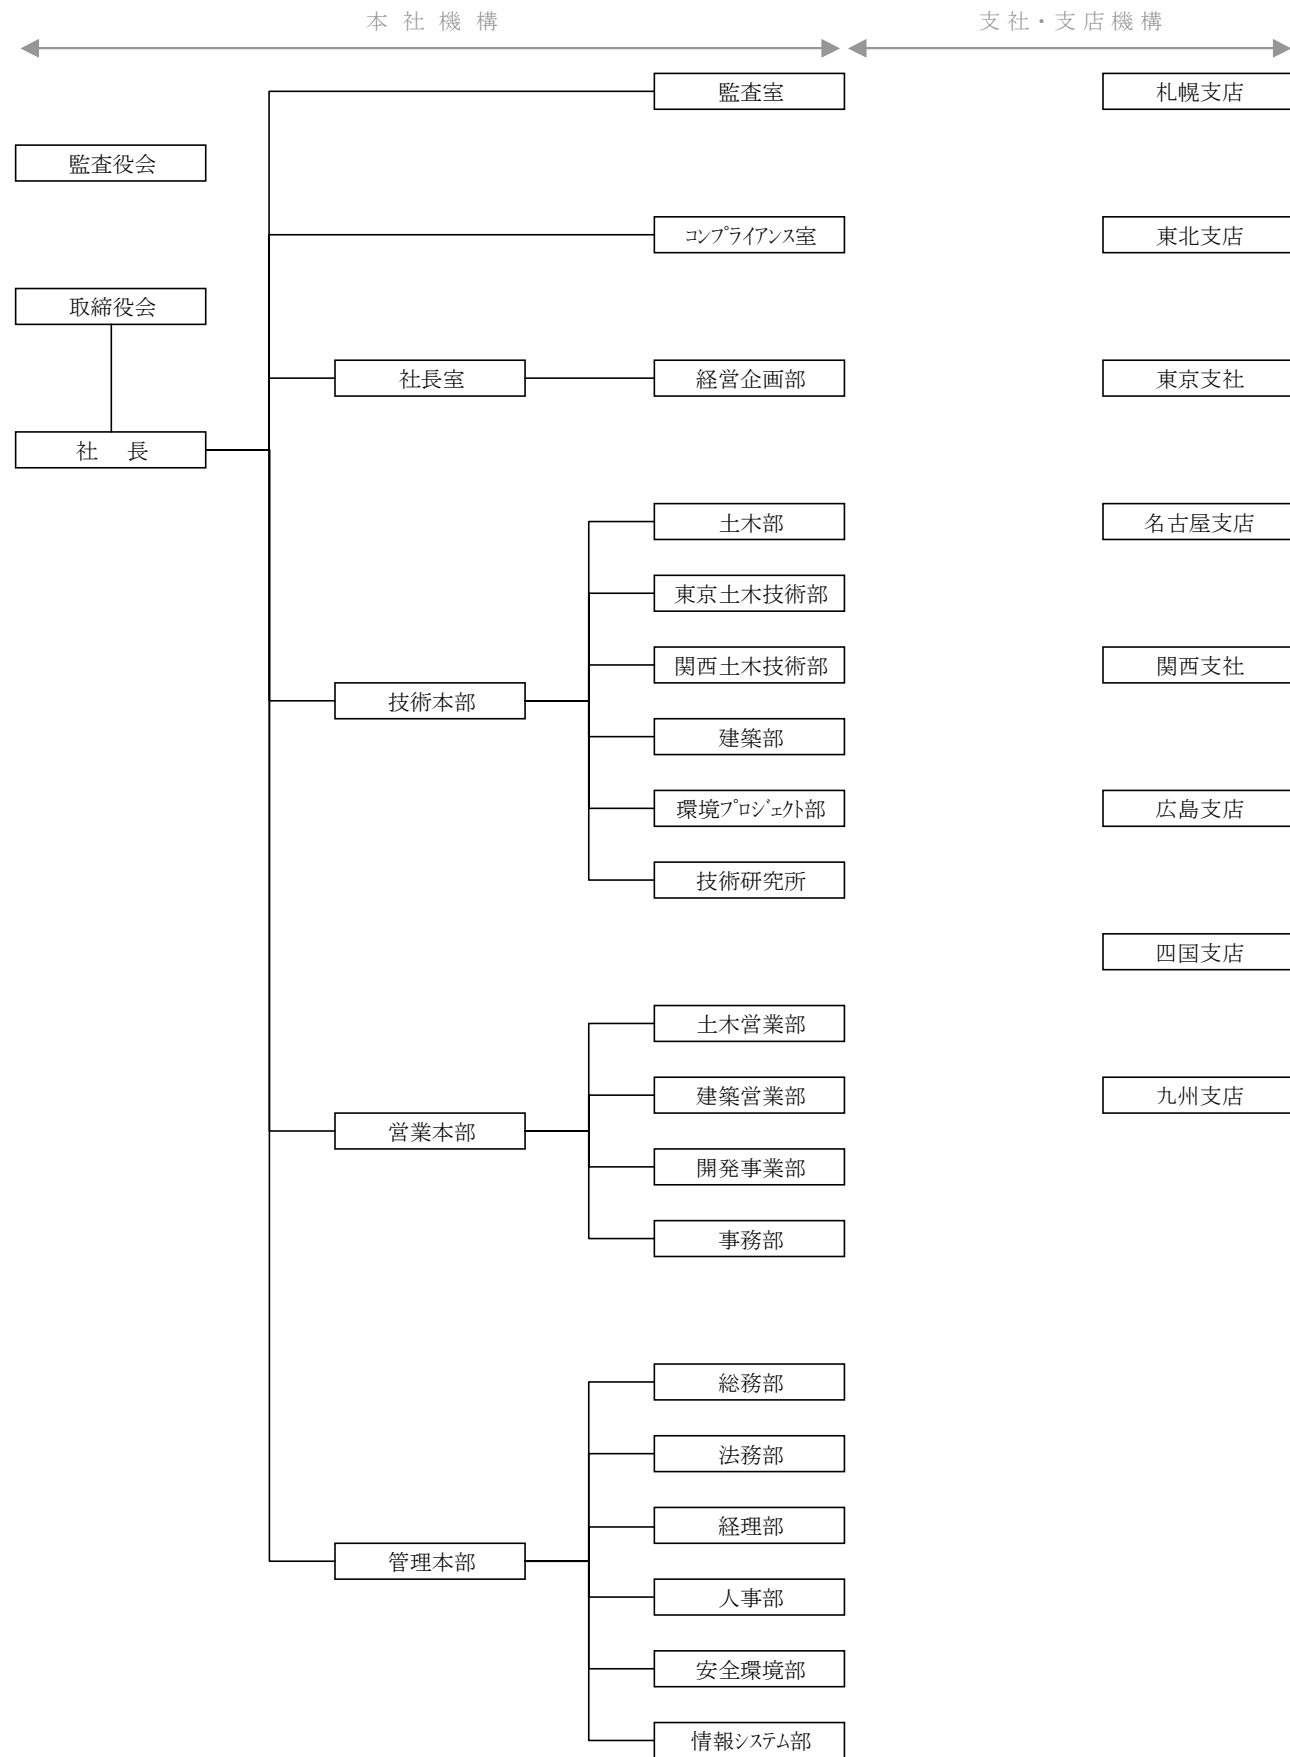 本社機構
支社・支店機構
監査室
札幌支店
監査役会
コンプライアンス室
東北支店
取締役会
社長室
経営企画部
東京支社
社　長
土木部
名古屋支店
東京土木技術部
関西土木技術部
関西支社
技術本部
建築部
環境プロジェクト部
広島支店
技術研究所
四国支店
土木営業部
建築営業部
九州支店
営業本部
開発事業部
事務部
総務部
法務部
経理部
管理本部
人事部
安全環境部
情報システム部